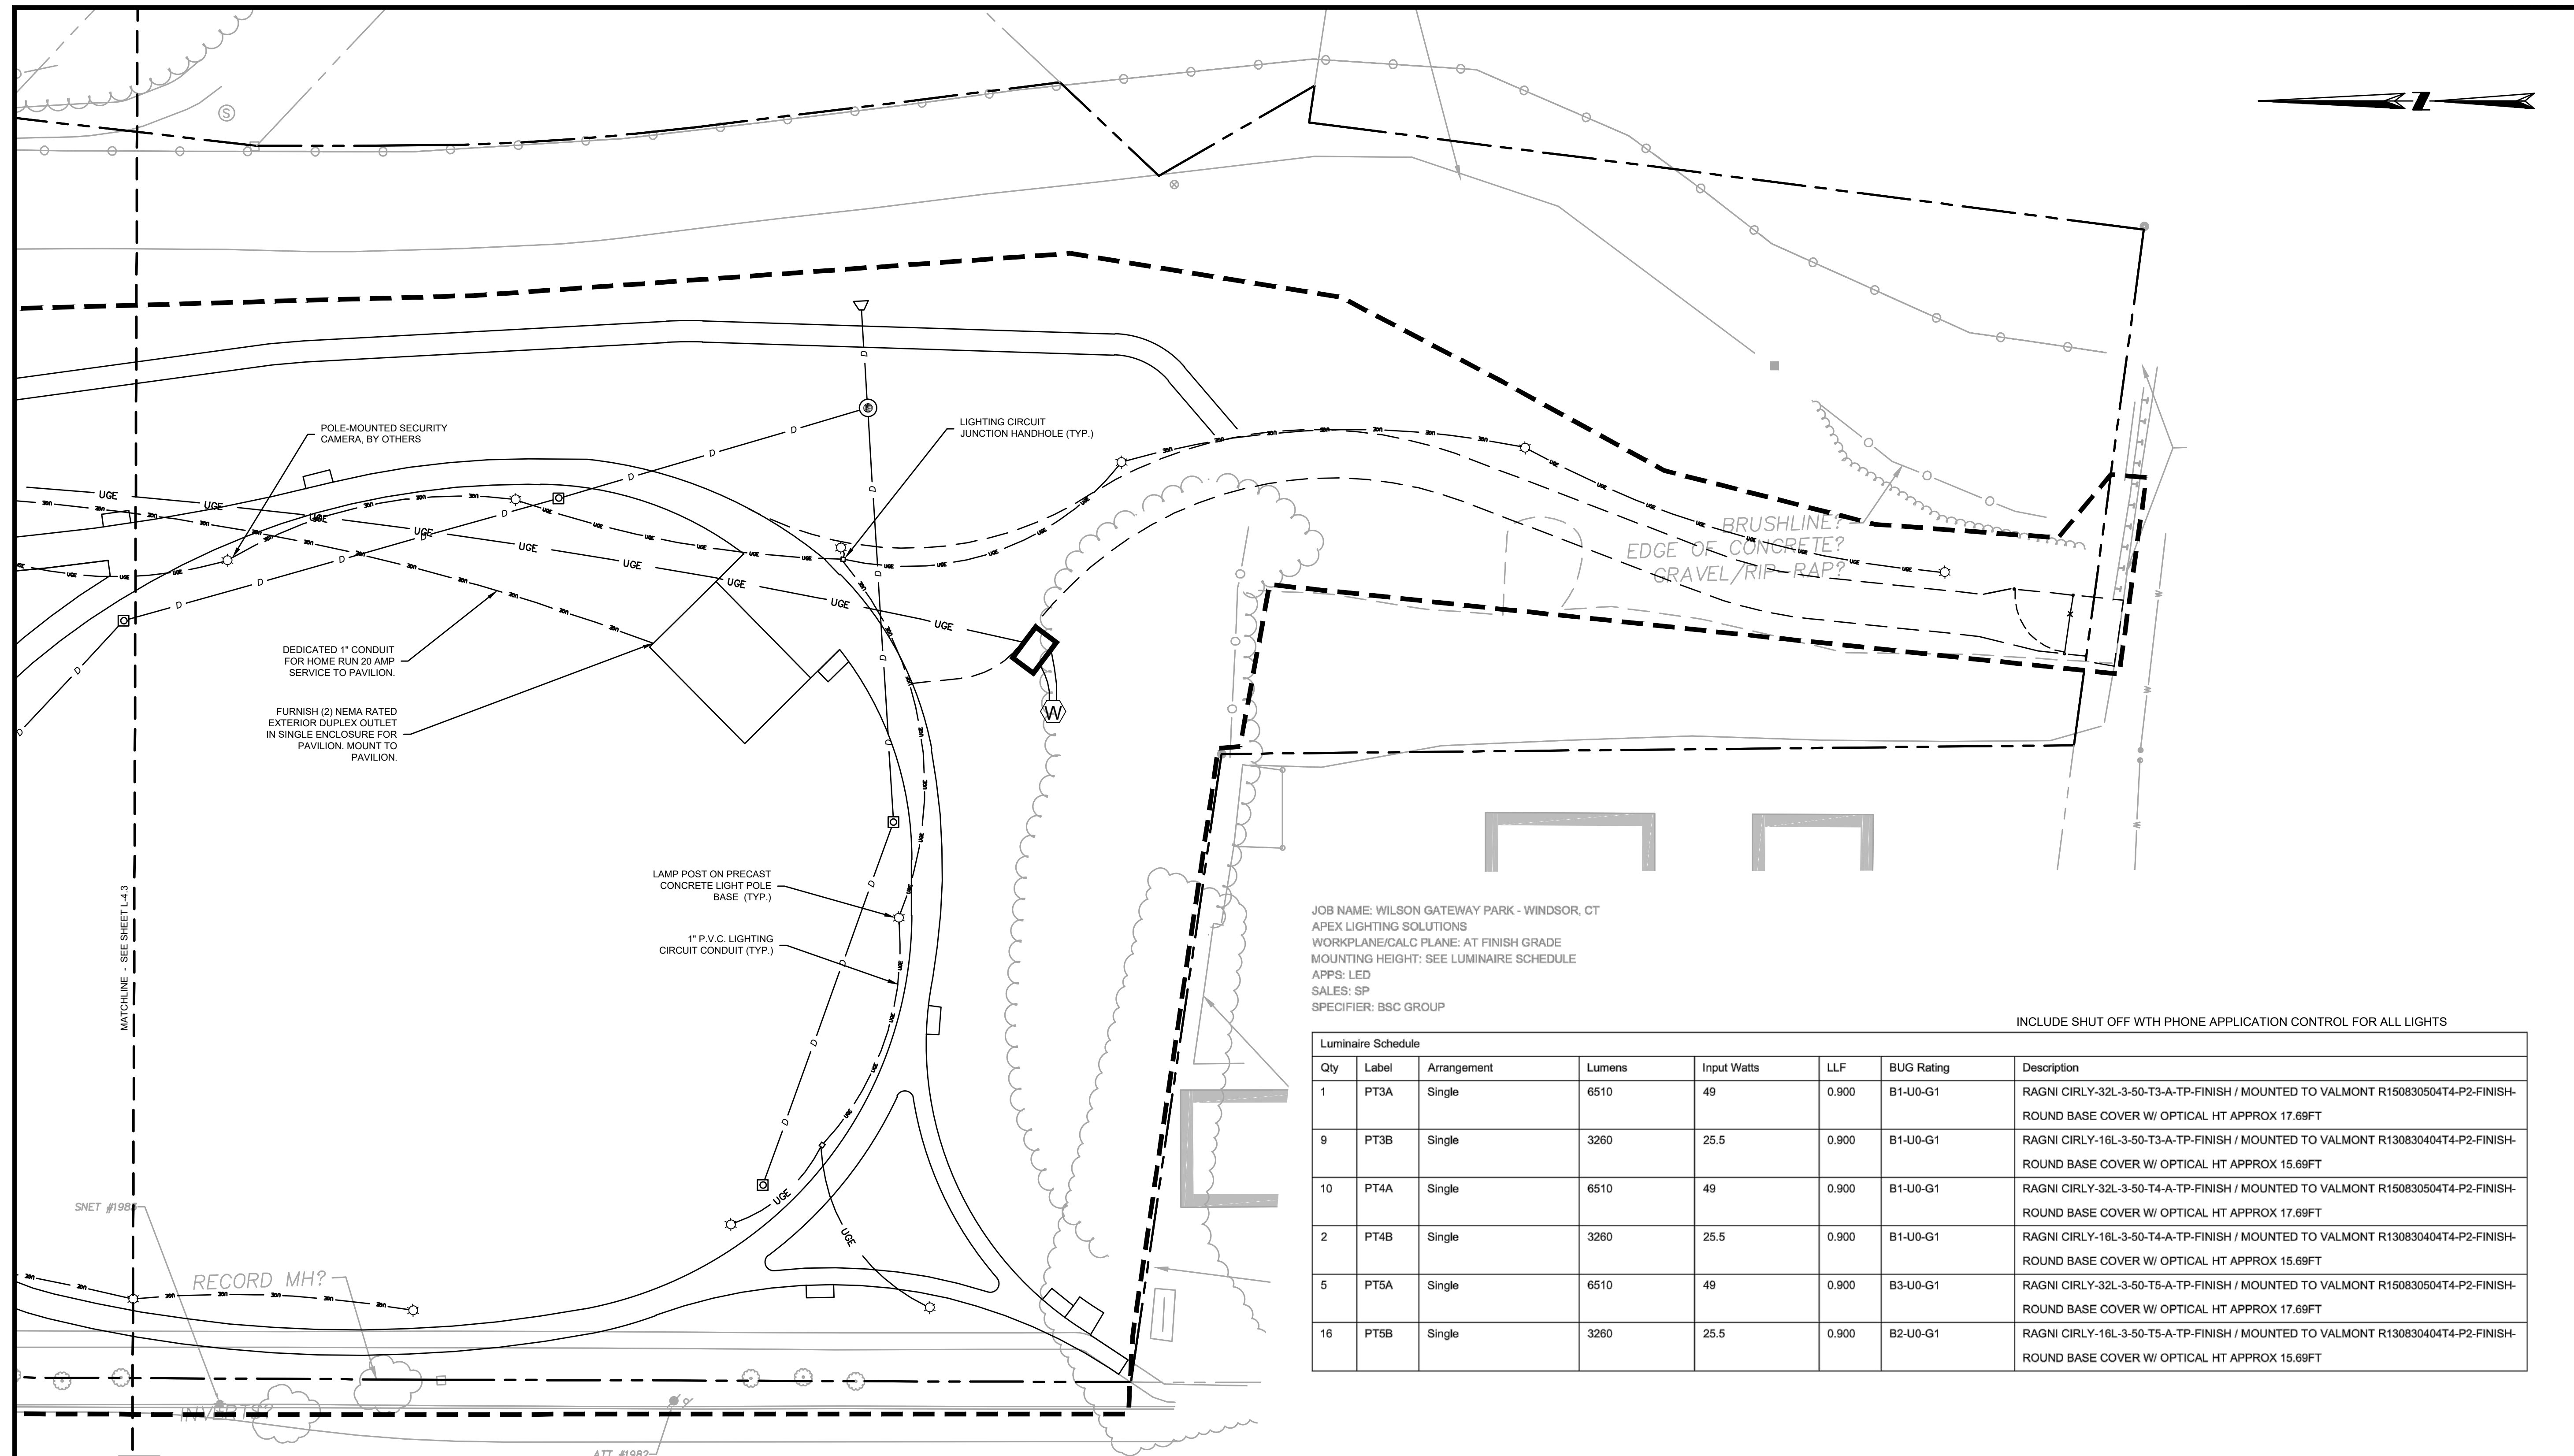 S
Z
POLE-MOUNTED SECURITY
CAMERA, BY OTHERS
LIGHTING CIRCUIT
JUNCTION HANDHOLE (TYP.)
UGE
UGE
UGE
UGE
UGE
UGE
UGE
UGE
UGE
BRUSHLINE?
EDGE OF CONCRETE?
GRAVEL/RIP-RAP?
DEDICATED 1" CONDUIT
FOR HOME RUN 20 AMP
SERVICE TO PAVILION.
FURNISH (2) NEMA RATED
EXTERIOR DUPLEX OUTLET
IN SINGLE ENCLOSURE FOR
PAVILION. MOUNT TO
PAVILION.
W
LAMP POST ON PRECAST
CONCRETE LIGHT POLE
BASE (TYP.)
1" P.V.C. LIGHTING
CIRCUIT CONDUIT (TYP.)
MATCHLINE - SEE SHEET L-4.3
UGE
UGE
SNET #198
RECORD MH?
INVERTS?
ATT #1982
JOB NAME: WILSON GATEWAY PARK - WINDSOR, CT
APEX LIGHTING SOLUTIONS
WORKPLANE/CALC PLANE: AT FINISH GRADE
MOUNTING HEIGHT: SEE LUMINAIRE SCHEDULE
APPS: LED
SALES: SP
SPECIFIER: BSC GROUP
INCLUDE SHUT OFF WTH PHONE APPLICATION CONTROL FOR ALL LIGHTS
Luminaire Schedule
Qty Label Arrangement Lumens Input Watts LLF BUG Rating Description
1 PT3A Single 6510 49 0.900 B1-U0-G1 RAGNI CIRLY-32L-3-50-T3-A-TP-FINISH / MOUNTED TO VALMONT R150830504T4-P2-FINISH-
ROUND BASE COVER W/ OPTICAL HT APPROX 17.69FT
9 PT3B Single 3260 25.5 0.900 B1-U0-G1 RAGNI CIRLY-16L-3-50-T3-A-TP-FINISH / MOUNTED TO VALMONT R130830404T4-P2-FINISH-
ROUND BASE COVER W/ OPTICAL HT APPROX 15.69FT
10 PT4A Single 6510 49 0.900 B1-U0-G1 RAGNI CIRLY-32L-3-50-T4-A-TP-FINISH / MOUNTED TO VALMONT R150830504T4-P2-FINISH-
ROUND BASE COVER W/ OPTICAL HT APPROX 17.69FT
2 PT4B Single 3260 25.5 0.900 B1-U0-G1 RAGNI CIRLY-16L-3-50-T4-A-TP-FINISH / MOUNTED TO VALMONT R130830404T4-P2-FINISH-
ROUND BASE COVER W/ OPTICAL HT APPROX 15.69FT
5 PT5A Single 6510 49 0.900 B3-U0-G1 RAGNI CIRLY-32L-3-50-T5-A-TP-FINISH / MOUNTED TO VALMONT R150830504T4-P2-FINISH-
ROUND BASE COVER W/ OPTICAL HT APPROX 17.69FT
16 PT5B Single 3260 25.5 0.900 B2-U0-G1 RAGNI CIRLY-16L-3-50-T5-A-TP-FINISH / MOUNTED TO VALMONT R130830404T4-P2-FINISH-
ROUND BASE COVER W/ OPTICAL HT APPROX 15.69FT